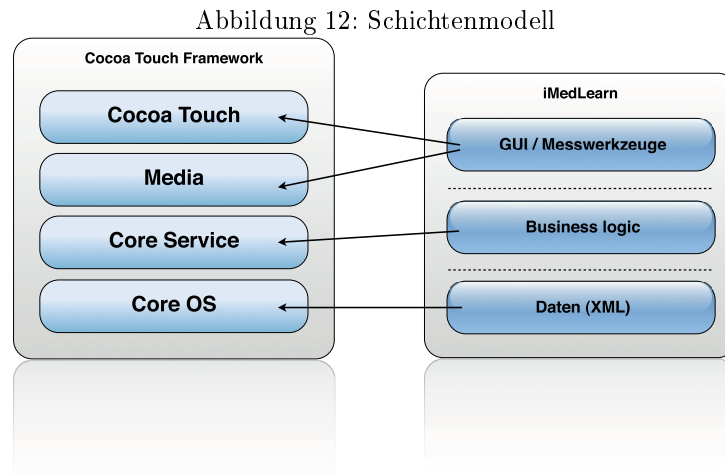 Abbildung 12: Schichtenmodell
Cocoa Touch Framework
Cocoa Touch
Media
Core Service
Core OS
iMedLearn
GUI / Messwerkzeuge
Business logic
Daten (XML)